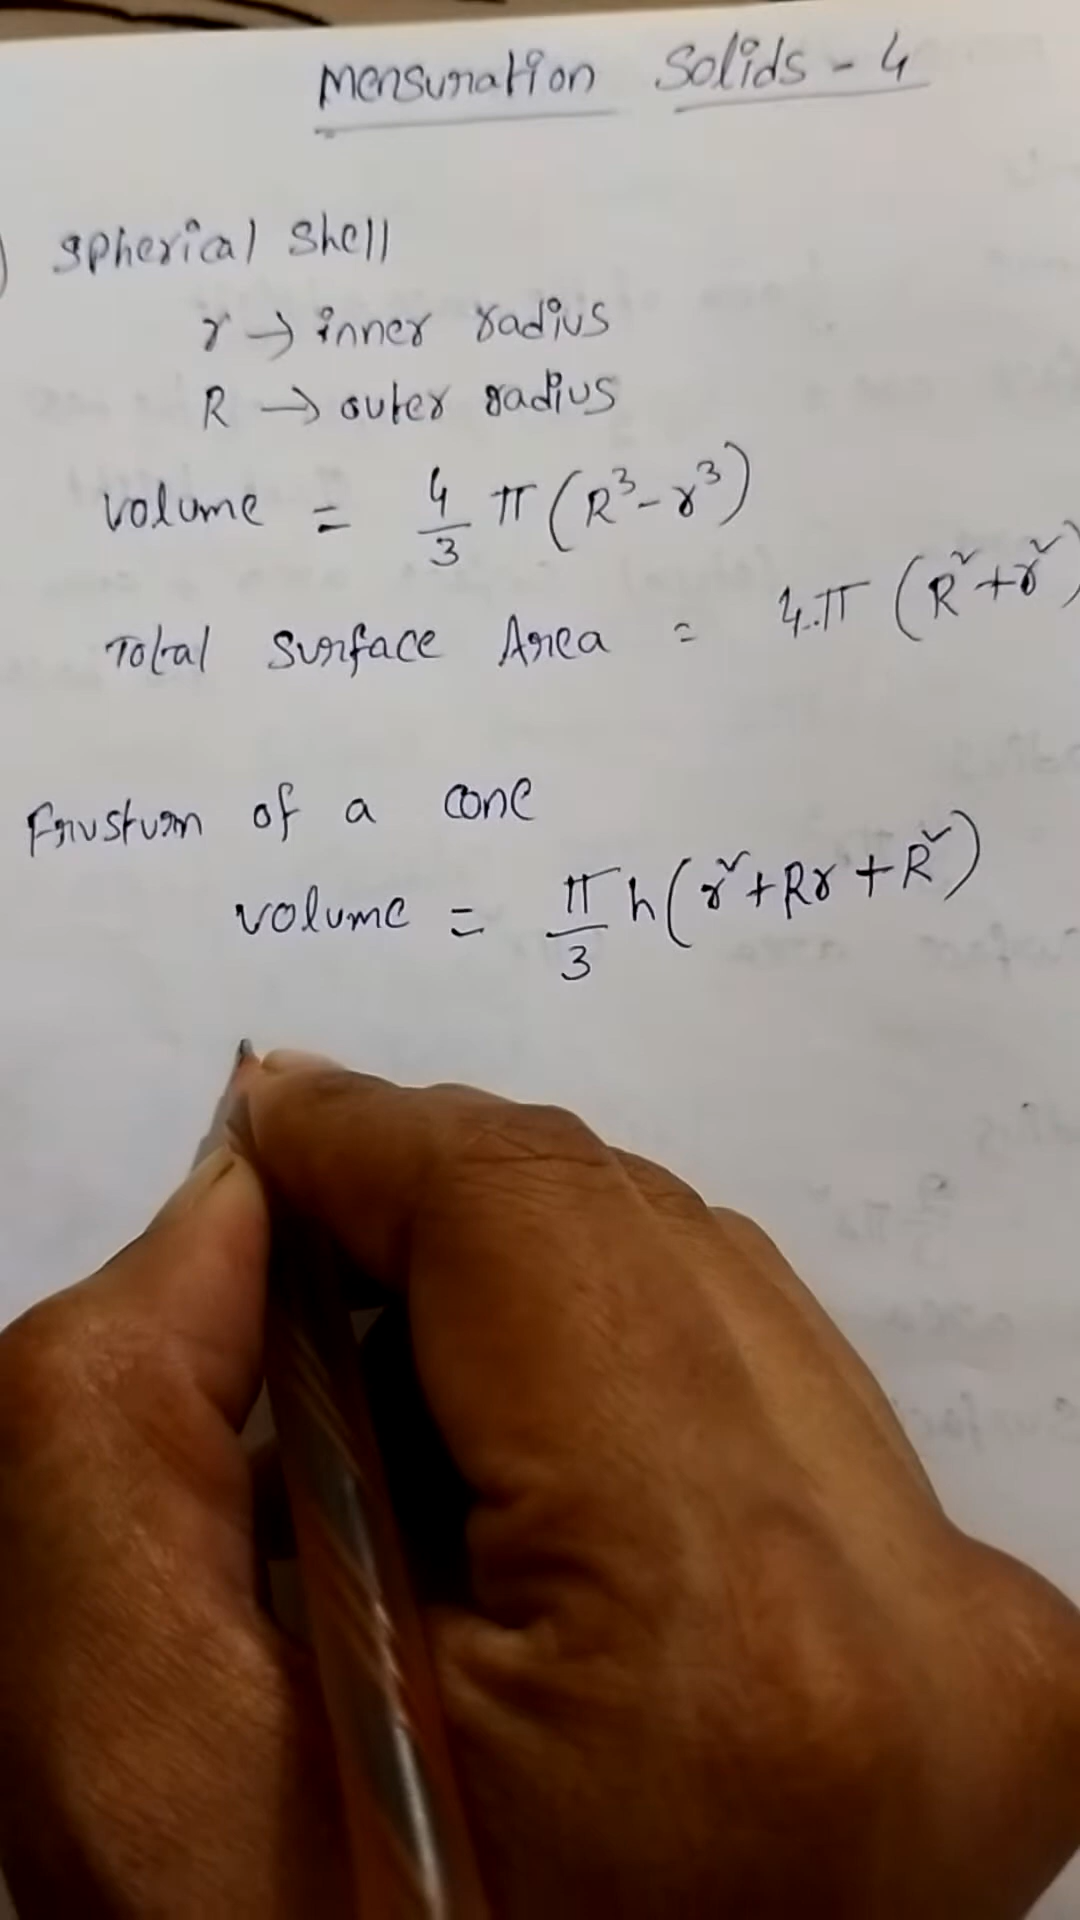 Mensuration Solids - 4
) Spherical Shell
r → inner radius
R → outer radius
Volume = 4/3 π (R³ - r³)
Total Surface Area = 4.π (R² + r²)
Frustum of a cone
volume = π/3 h (r² + Rr + R²)